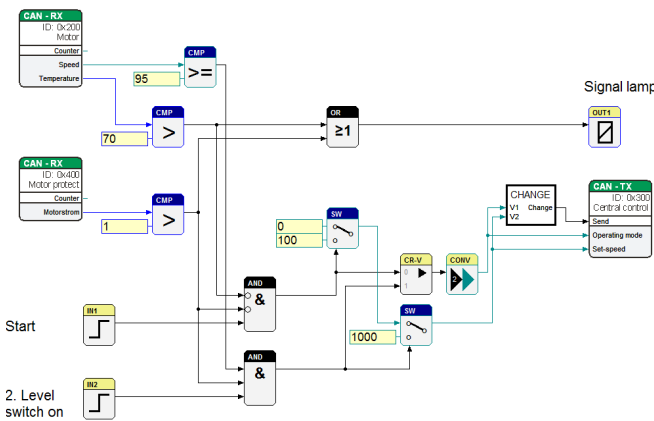 CAN - RX
ID: 0x200
Motor
Counter
Speed
Temperature
CMP
>=
95
CMP
>
70
OR
≥1
Signal lamp
OUT1
CAN - RX
ID: 0x400
Motor protect
Counter
Motorstrom
CMP
>
1
CHANGE
V1 Change
V2
CAN - TX
ID: 0x300
Central control
Send
Operating mode
Set-speed
SW
0
100
CR-V
0
1
CONV
2
AND
&
SW
1000
Start
IN1
AND
&
2. Level
switch on
IN2